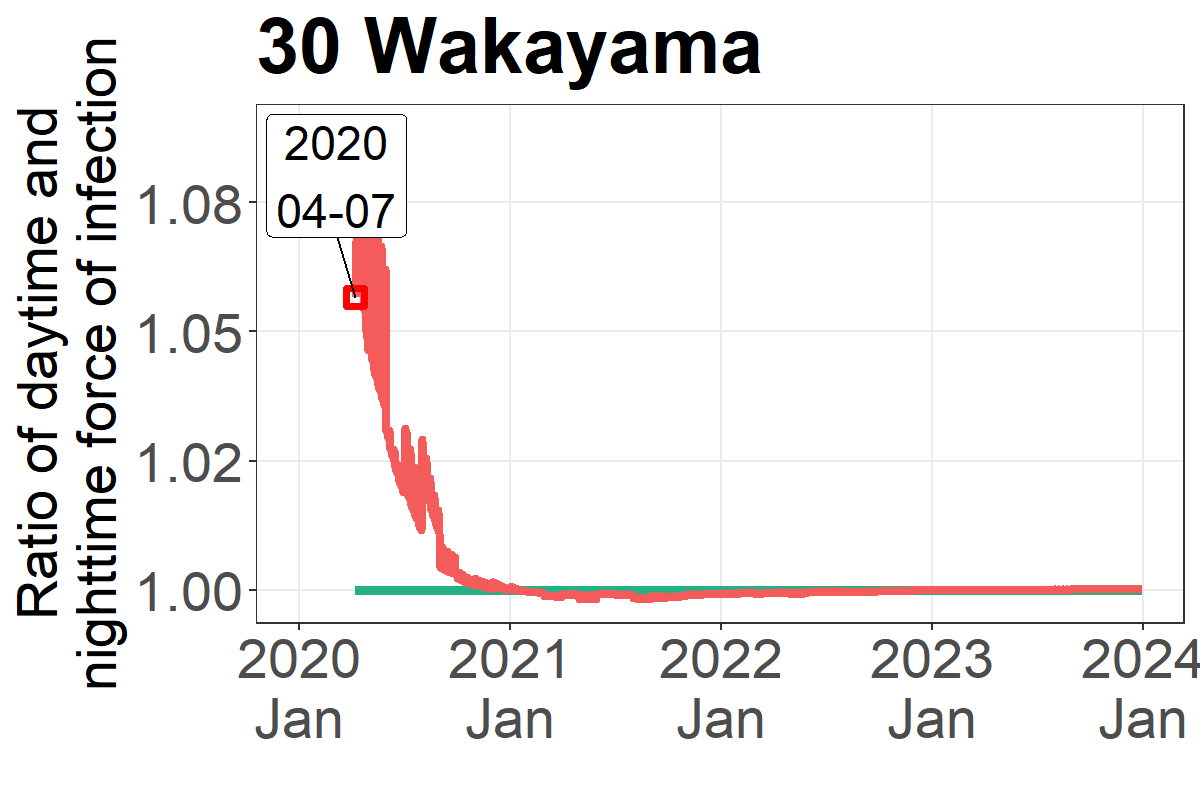 30 Wakayama
Ratio of daytime and
nighttime force of infection
2020
04-07
1.08
1.05
1.02
1.00
2020
Jan
2021
Jan
2022
Jan
2023
Jan
2024
Jan